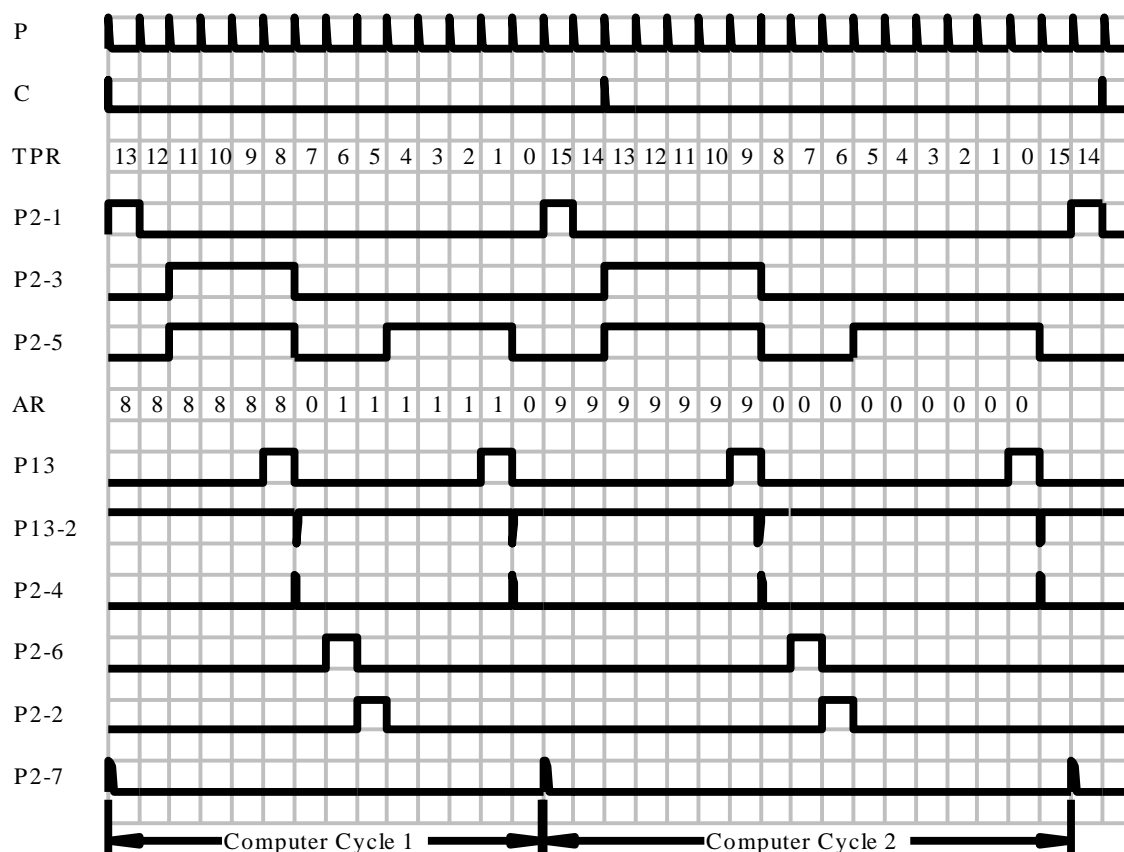 P
C
TPR 13 12 11 10 9 8 7 6 5 4 3 2 1 0 15 14 13 12 11 10 9 8 7 6 5 4 3 2 1 0 15 14
P2-1
P2-3
P2-5
AR 8 8 8 8 8 8 0 1 1 1 1 1 1 0 9 9 9 9 9 9 9 0 0 0 0 0 0 0 0 0
P13
P13-2
P2-4
P2-6
P2-2
P2-7
Computer Cycle 1 Computer Cycle 2